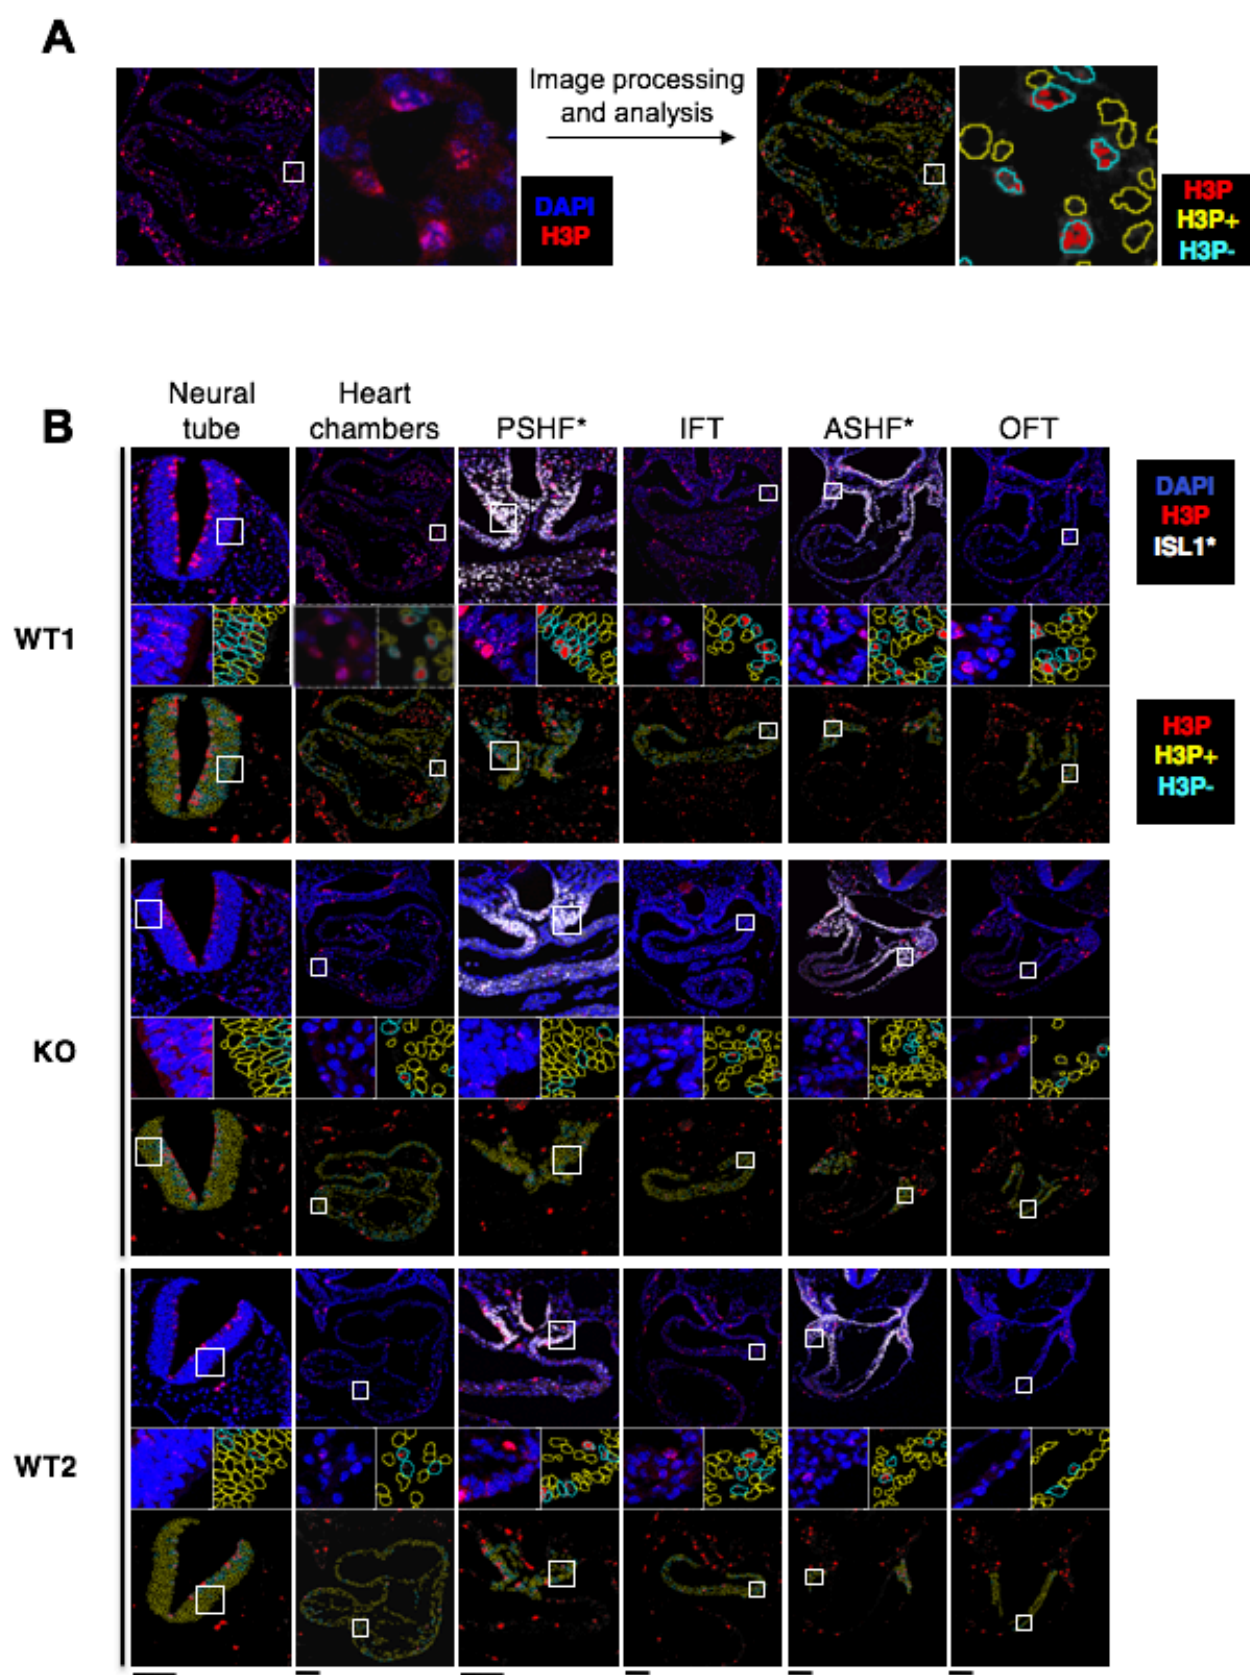 A
Image processing
and analysis
DAPI
H3P
H3P
H3P+
H3P-
B
Neural
tube
Heart
chambers
PSHF*
IFT
ASHF*
OFT
DAPI
H3P
ISL1*
WT1
H3P
H3P+
H3P-
KO
WT2